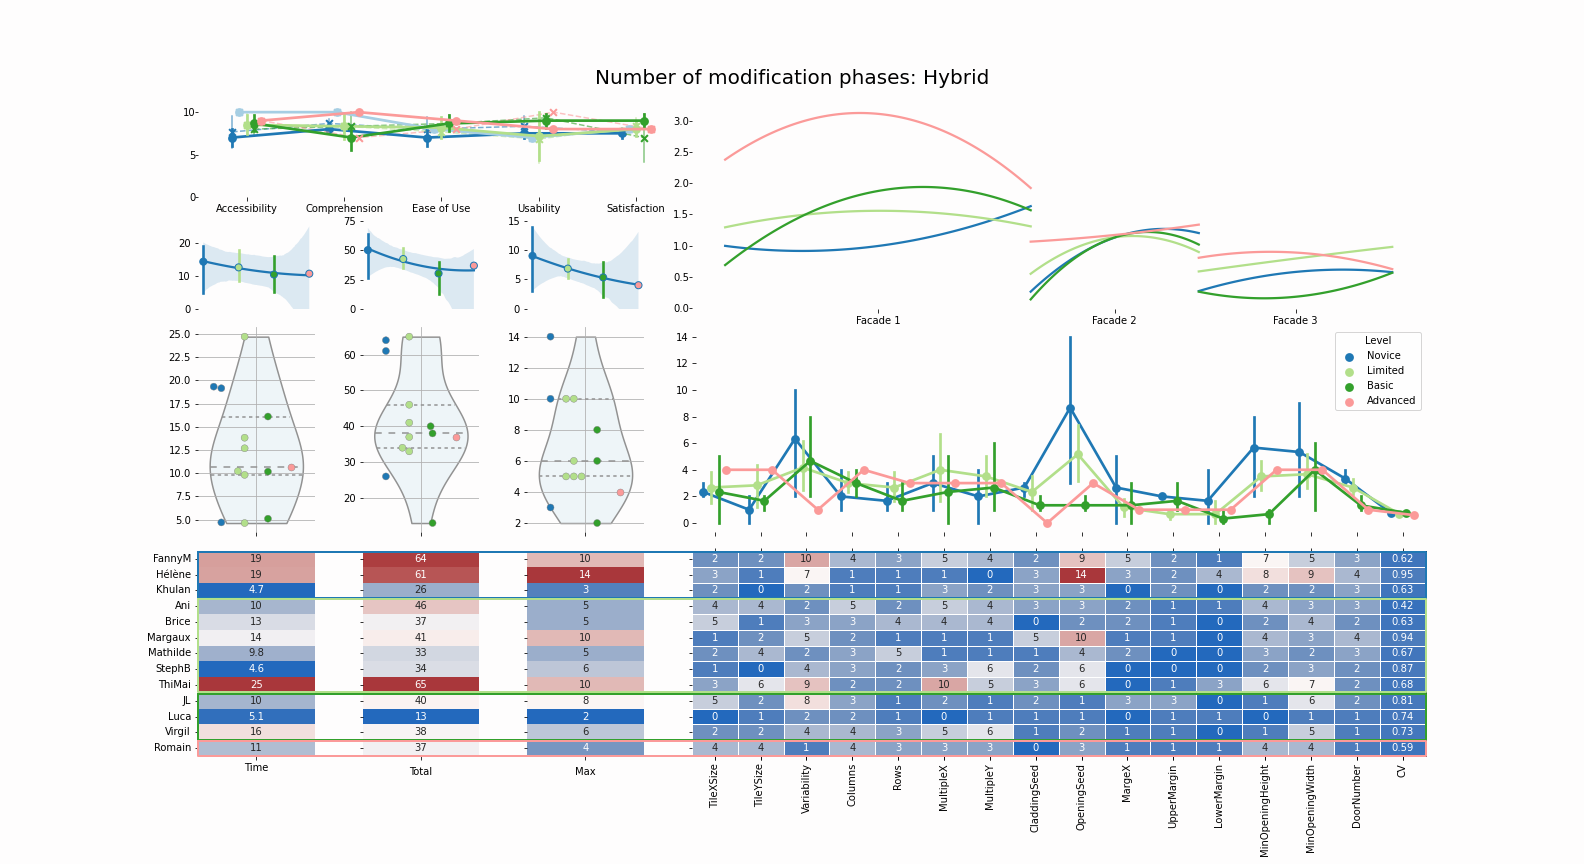 Number of modification phases: Hybrid
10
5
0
Accessibility Comprehension Ease of Use Usability Satisfaction
3.0
2.5
2.0
1.5
1.0
0.5
0.0
Facade 1 Facade 2 Facade 3
20
10
0
75
50
25
0
15
10
5
0
25.0
22.5
20.0
17.5
15.0
12.5
10.0
7.5
5.0
60
50
40
30
20
14
12
10
8
6
4
2
14
12
10
8
6
4
2
0
Level
Novice
Limited
Basic
Advanced
FannyM 19 64 10 2 2 10 4 3 5 4 2 9 5 2 1 7 5 3 0.62
Hélène 19 61 14 3 1 7 1 1 1 0 3 14 3 2 4 8 9 4 0.95
Khulan 4.7 26 3 2 0 2 1 1 3 2 3 3 0 2 0 2 2 3 0.63
Ani 10 46 5 4 4 2 5 2 5 4 3 3 2 1 1 4 3 3 0.42
Brice 13 37 5 5 1 3 3 4 4 4 0 2 2 1 0 2 4 2 0.63
Margaux 14 41 10 1 2 5 2 1 1 1 5 10 1 1 0 4 3 4 0.94
Mathilde 9.8 33 5 2 4 2 3 5 1 1 1 4 2 0 0 3 2 3 0.67
StephB 4.6 34 6 1 0 4 3 2 3 6 2 6 0 0 0 2 3 2 0.87
ThiMai 25 65 10 3 6 9 2 2 10 5 3 6 0 1 3 6 7 2 0.68
JL 10 40 8 5 2 8 3 1 2 1 2 1 3 3 0 1 6 2 0.81
Luca 5.1 13 2 0 1 2 2 1 0 1 1 1 0 1 1 0 1 1 0.74
Virgil 16 38 6 2 2 4 4 3 5 6 1 2 1 1 0 1 5 1 0.73
Romain 11 37 4 4 4 1 4 3 3 3 0 3 1 1 1 4 4 1 0.59
Time Total Max TileXSize TileYSize Variability Columns Rows MultipleX MultipleY CladdingSeed OpeningSeed MargeX UpperMargin LowerMargin MinOpeningHeight MinOpeningWidth DoorNumber CV